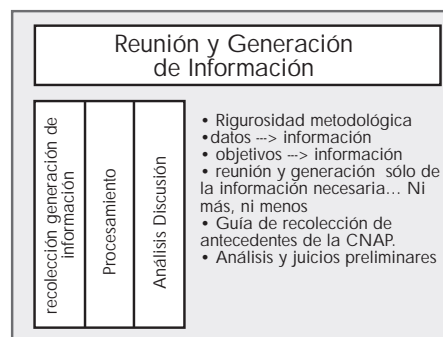 Reunión y Generación
de Información
recolección generación de
información
Procesamiento
Análisis Discusión
• Rigurosidad metodológica
•datos ---> información
• objetivos ---> información
• reunión y generación sólo de
la información necesaria... Ni
más, ni menos
• Guía de recolección de
antecedentes de la CNAP.
• Análisis y juicios preliminares